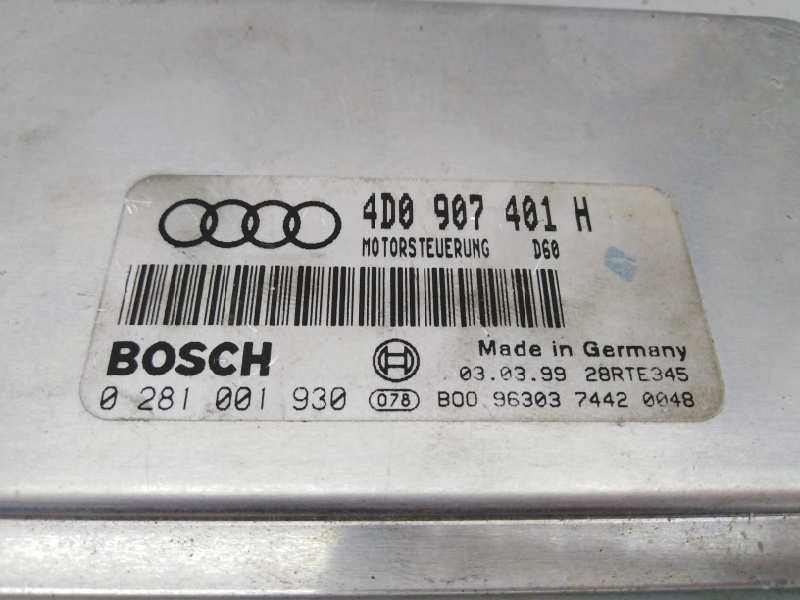 4D0 907 401 H
MOTORSTEUERUNG D60
BOSCH
Made in Germany
03.03.99 28RTE345
0 281 001 930 078 B00 96303 7442 0048